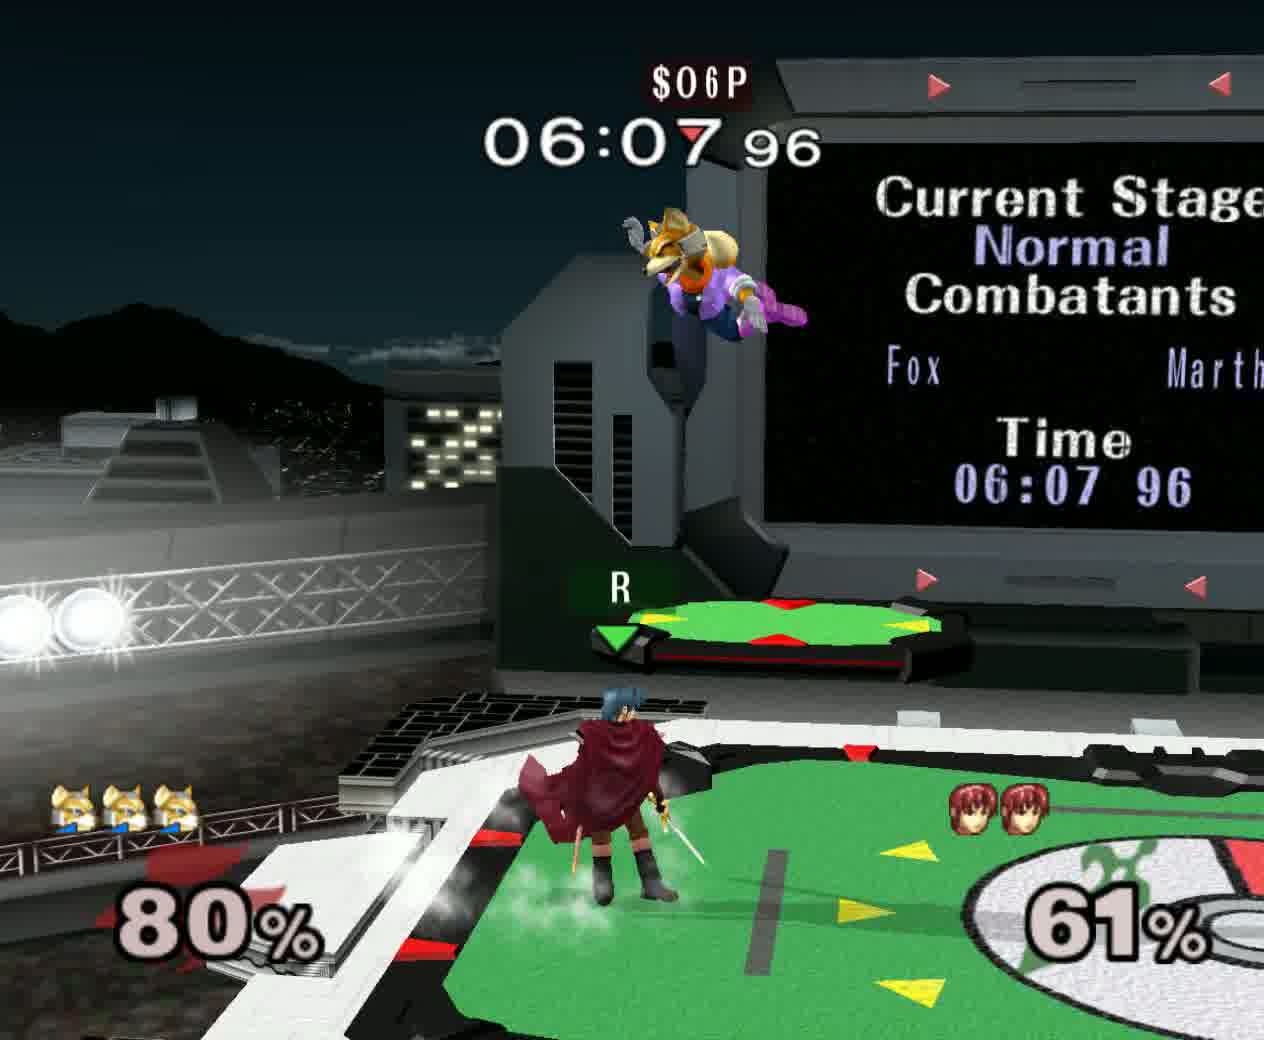 $06P
06:07 96
Current Stage
Normal
Combatants
Fox Marth
Time
06:07 96
R
80%
61%